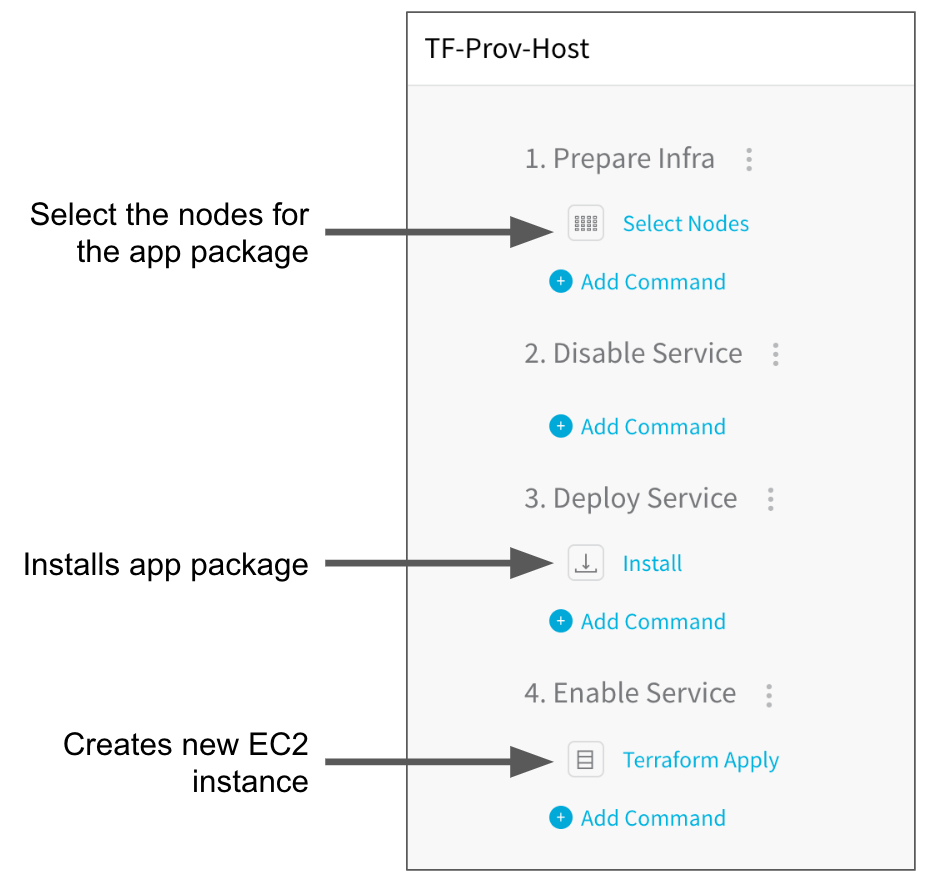 TF-Prov-Host
1. Prepare Infra
Select the nodes for
the app package
Select Nodes
Add Command
2. Disable Service
Add Command
3. Deploy Service
Installs app package
Install
Add Command
4. Enable Service
Creates new EC2
instance
Terraform Apply
Add Command